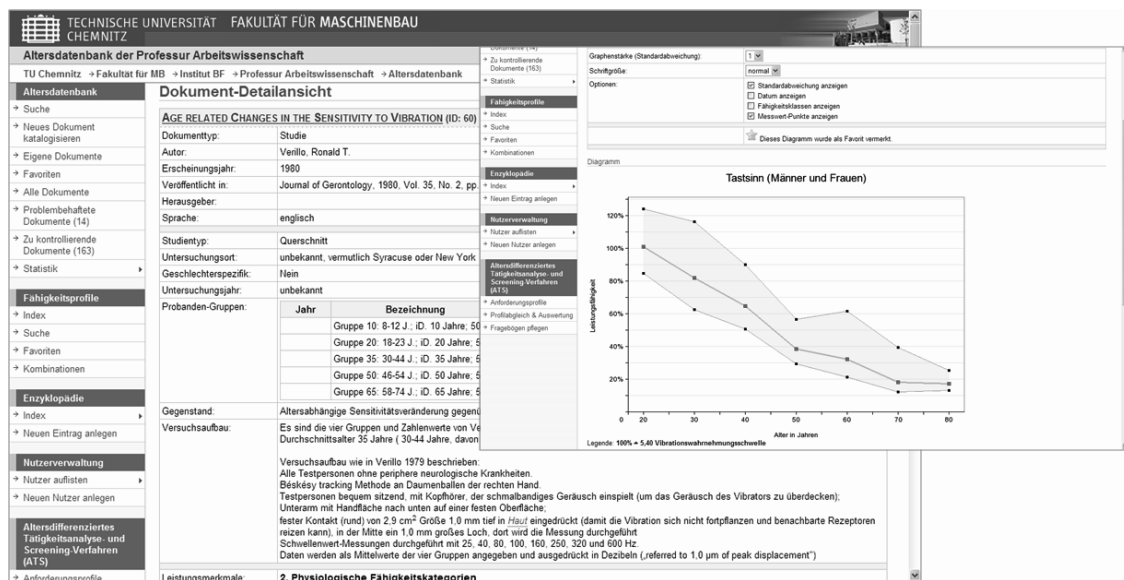 TECHNISCHE UNIVERSITÄT
CHEMNITZ
FAKULTÄT FÜR MASCHINENBAU
Altersdatenbank der Professur Arbeitswissenschaft
TU Chemnitz → Fakultät für MB → Institut BF → Professur Arbeitswissenschaft → Altersdatenbank
Altersdatenbank
→ Suche
→ Neues Dokument
katalogisieren
→ Eigene Dokumente
→ Favoriten
→ Alle Dokumente
→ Problembehaftete
Dokumente (14)
→ Zu kontrollierende
Dokumente (163)
→ Statistik
Fähigkeitsprofile
→ Index
→ Suche
→ Favoriten
→ Kombinationen
Enzyklopädie
→ Index
→ Neuen Eintrag anlegen
Nutzerverwaltung
→ Nutzer auflisten
→ Neuen Nutzer anlegen
Altersdifferenziertes
Tätigkeitsanalyse- und
Screening-Verfahren
(ATS)
→ Anforderungsprofile
Dokument-Detailansicht
AGE RELATED CHANGES IN THE SENSITIVITY TO VIBRATION (ID: 60)
Dokumenttyp: Studie
Autor: Verillo, Ronald T.
Erscheinungsjahr: 1980
Veröffentlicht in: Journal of Gerontology, 1980, Vol. 35, No. 2, pp.
Herausgeber:
Sprache: englisch
Studientyp: Querschnitt
Untersuchungsort: unbekannt, vermutlich Syracuse oder New York
Geschlechterspezifik: Nein
Untersuchungsjahr: unbekannt
Probanden-Gruppen: Jahr Bezeichnung
Gruppe 10: 8-12 J.; iD. 10 Jahre; 50
Gruppe 20: 18-23 J.; iD. 20 Jahre; 5
Gruppe 35: 30-44 J.; iD. 35 Jahre; 5
Gruppe 50: 46-54 J.; iD. 50 Jahre; 5
Gruppe 65: 58-74 J.; iD. 65 Jahre; 5
Gegenstand: Altersabhängige Sensitivitätsveränderung gegenü
Versuchsaufbau: Es sind die vier Gruppen und Zahlenwerte von Ve
Durchschnittsalter 35 Jahre ( 30-44 Jahre, davon
Versuchsaufbau wie in Verillo 1979 beschrieben:
Alle Testpersonen ohne periphere neurologische Krankheiten.
Békésy tracking Methode an Daumenballen der rechten Hand.
Testpersonen bequem sitzend, mit Kopfhörer, der schmalbandiges Geräusch einspielt (um das Geräusch des Vibrators zu überdecken);
Unterarm mit Handfläche nach unten auf einer festen Oberfläche;
fester Kontakt (rund) von 2,9 cm² Größe 1,0 mm tief in Haut eingedrückt (damit die Vibration sich nicht fortpflanzen und benachbarte Rezeptoren
reizen kann), in der Mitte ein 1,0 mm großes Loch, dort wird die Messung durchgeführt
Schwellenwert-Messungen durchgeführt mit 25, 40, 80, 100, 160, 250, 320 und 600 Hz.
Daten werden als Mittelwerte der vier Gruppen angegeben und ausgedrückt in Dezibeln („referred to 1,0 µm of peak displacement")
Leistungsmerkmale: 2. Physiologische Fähigkeitskategorien
Dokumente (14)
→ Zu kontrollierende
Dokumente (163)
→ Statistik
Fähigkeitsprofile
→ Index
→ Suche
→ Favoriten
→ Kombinationen
Enzyklopädie
→ Index
→ Neuen Eintrag anlegen
Nutzerverwaltung
→ Nutzer auflisten
→ Neuen Nutzer anlegen
Altersdifferenziertes
Tätigkeitsanalyse- und
Screening-Verfahren
(ATS)
→ Anforderungsprofile
→ Profilabgleich & Auswertung
→ Fragebögen pflegen
Graphenstärke (Standardabweichung): 1
Schriftgröße: normal
Optionen: Standardabweichung anzeigen
Datum anzeigen
Fähigkeitsklassen anzeigen
Messwert-Punkte anzeigen
Dieses Diagramm wurde als Favorit vermerkt.
Diagramm
Tastsinn (Männer und Frauen)
120%
100%
80%
60%
40%
20%
Leistungsfähigkeit
0 20 30 40 50 60 70 80
Alter in Jahren
Legende: 100% ≙ 5,40 Vibrationswahrnehmungsschwelle